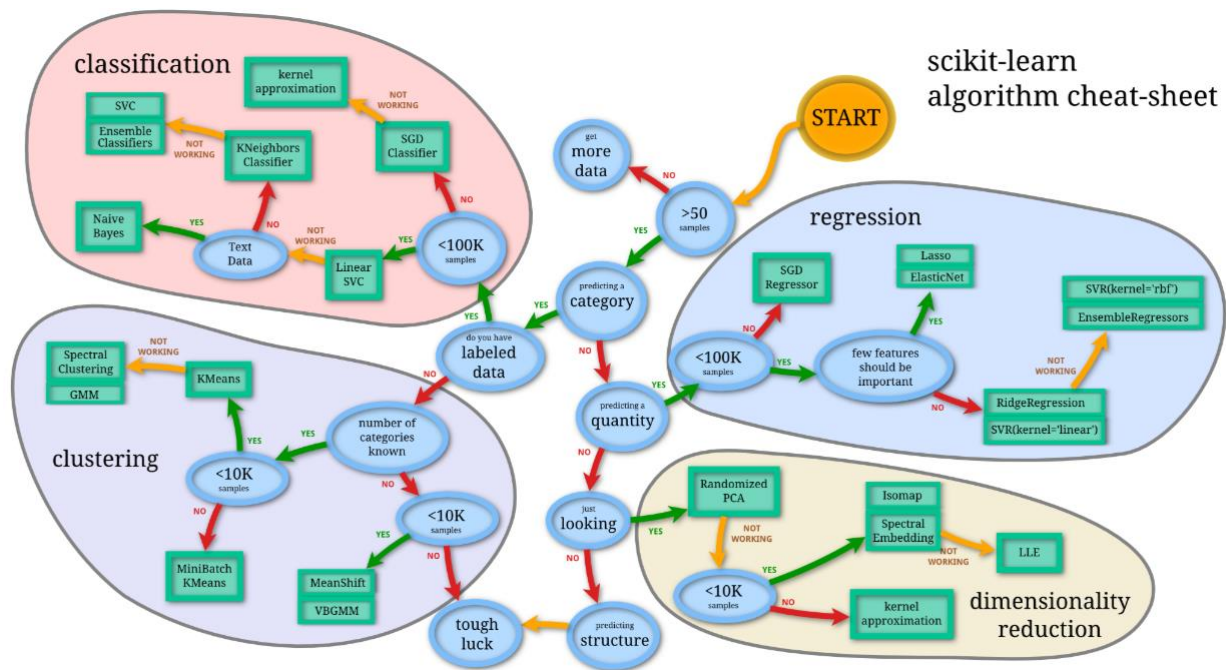 scikit-learn
algorithm cheat-sheet
START
get
more
data
NO
>50
samples
YES
predicting a
category
YES
NO
do you have
labeled
data
YES
NO
predicting a
quantity
YES
NO
just
looking
YES
NO
predicting
structure
tough
luck
classification
kernel
approximation
NOT
WORKING
SGD
Classifier
NO
<100K
samples
YES
Linear
SVC
NOT
WORKING
Text
Data
YES
Naive
Bayes
NO
KNeighbors
Classifier
NOT
WORKING
SVC
Ensemble
Classifiers
clustering
number of
categories
known
YES
NO
<10K
samples
YES
KMeans
NOT
WORKING
Spectral
Clustering
GMM
NO
MiniBatch
KMeans
<10K
samples
YES
MeanShift
VBGMM
NO
regression
<100K
samples
NO
SGD
Regressor
YES
few features
should be
important
YES
Lasso
ElasticNet
NO
RidgeRegression
SVR(kernel='linear')
NOT
WORKING
SVR(kernel='rbf')
EnsembleRegressors
dimensionality
reduction
Randomized
PCA
NOT
WORKING
<10K
samples
YES
Isomap
Spectral
Embedding
NOT
WORKING
LLE
NO
kernel
approximation